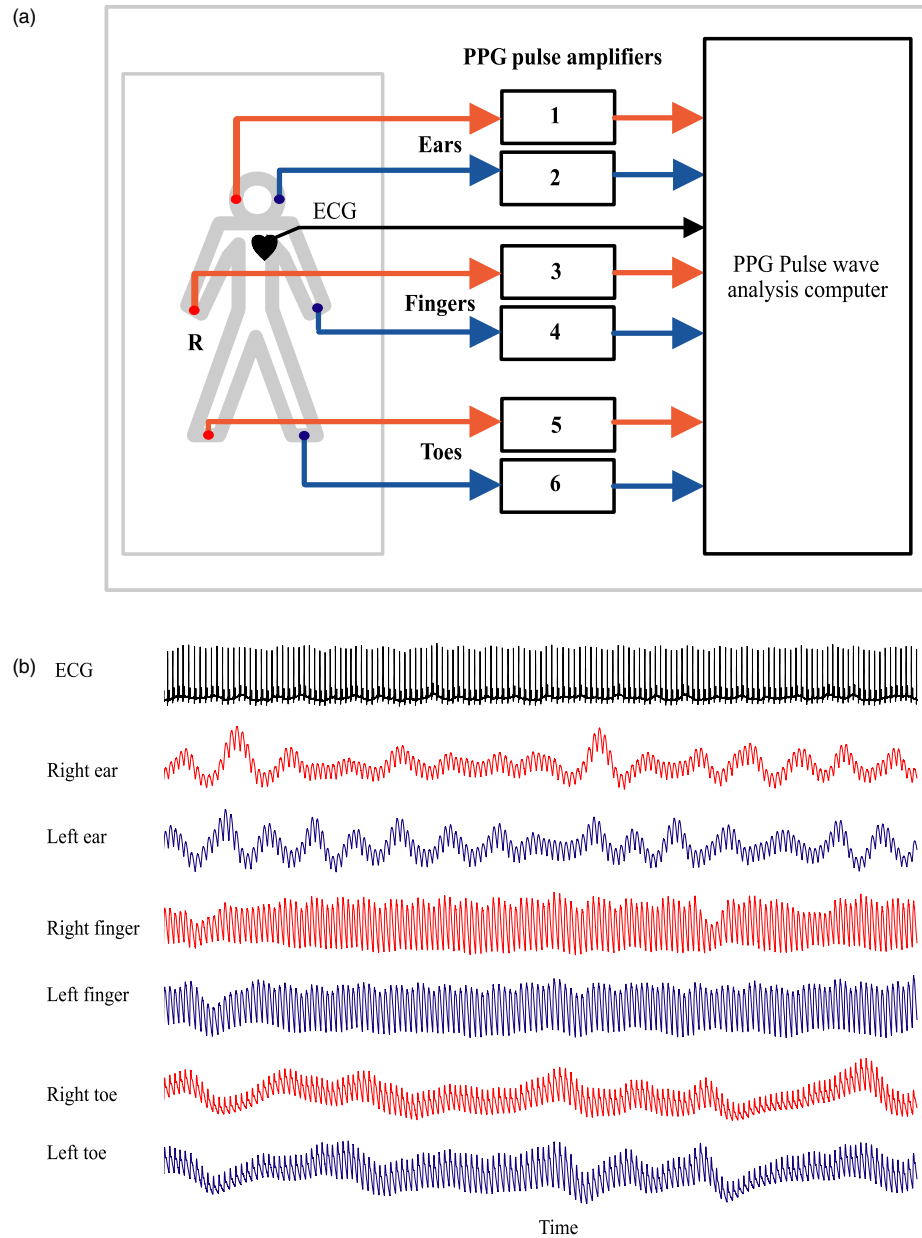 (a)
PPG pulse amplifiers
1
Ears
2
ECG
3
PPG Pulse wave
analysis computer
Fingers
4
R
5
Toes
6
(b)
ECG
Right ear
Left ear
Right finger
Left finger
Right toe
Left toe
Time